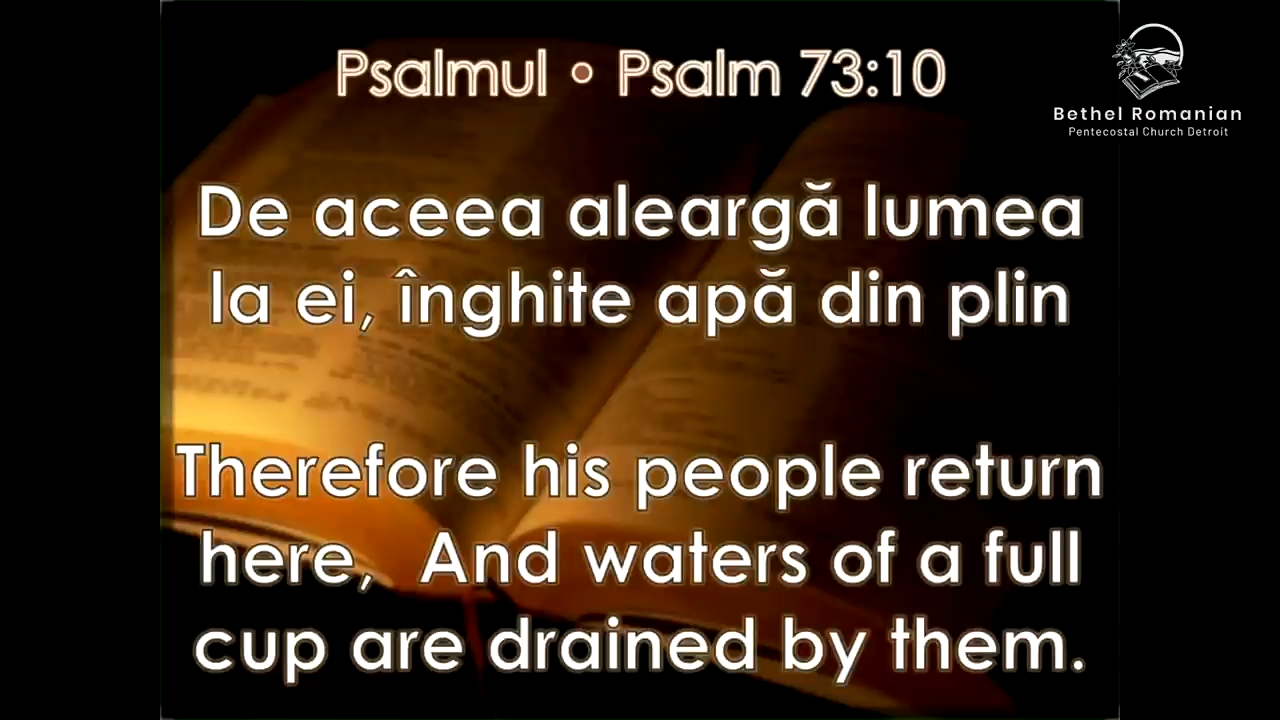 Psalmul • Psalm 73:10
Bethel Romanian
Pentecostal Church Detroit
De aceea aleargă lumea
la ei, înghite apă din plin
Therefore his people return
here, And waters of a full
cup are drained by them.